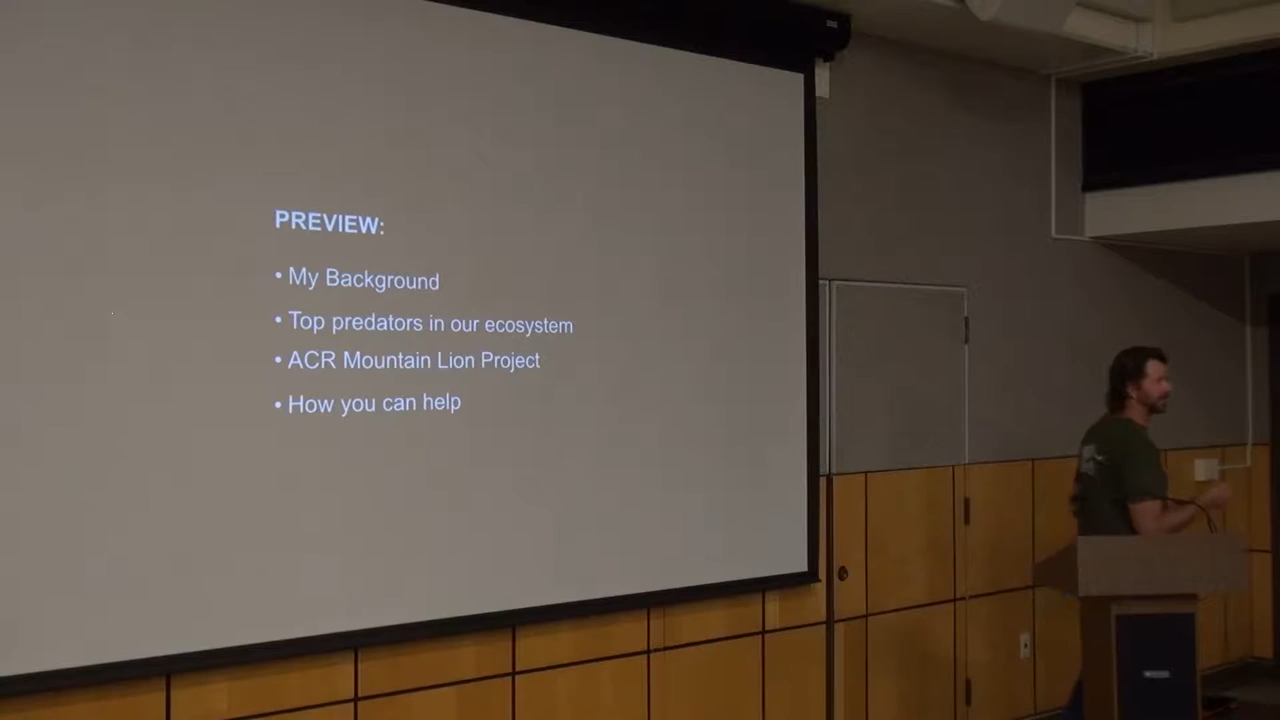 PREVIEW:
• My Background
• Top predators in our ecosystem
• ACR Mountain Lion Project
• How you can help